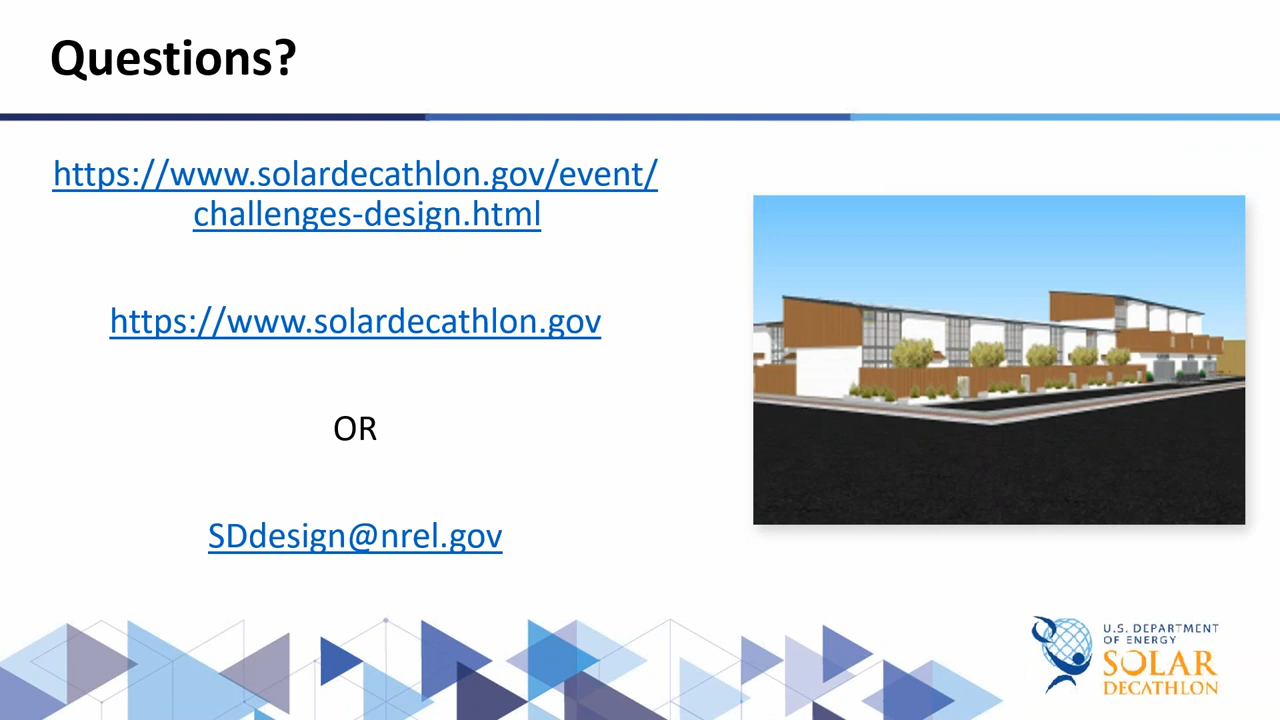 Questions?
https://www.solardecathlon.gov/event/
challenges-design.html
https://www.solardecathlon.gov
OR
SDdesign@nrel.gov
U.S. DEPARTMENT
OF ENERGY
SOLAR
DECATHLON